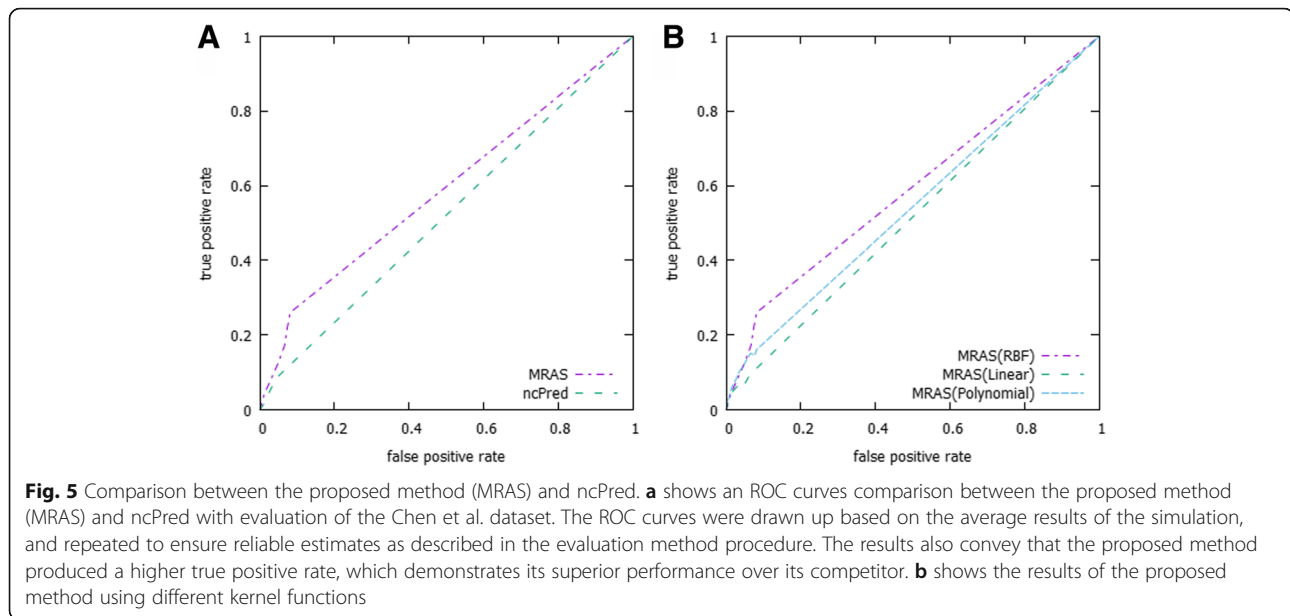 A
1
0.8
0.6
0.4
0.2
0
true positive rate
MRAS
ncPred
0 0.2 0.4 0.6 0.8 1
false positive rate
B
1
0.8
0.6
0.4
0.2
0
true positive rate
MRAS(RBF)
MRAS(Linear)
MRAS(Polynomial)
0 0.2 0.4 0.6 0.8 1
false positive rate
Fig. 5 Comparison between the proposed method (MRAS) and ncPred. a shows an ROC curves comparison between the proposed method
(MRAS) and ncPred with evaluation of the Chen et al. dataset. The ROC curves were drawn up based on the average results of the simulation,
and repeated to ensure reliable estimates as described in the evaluation method procedure. The results also convey that the proposed method
produced a higher true positive rate, which demonstrates its superior performance over its competitor. b shows the results of the proposed
method using different kernel functions